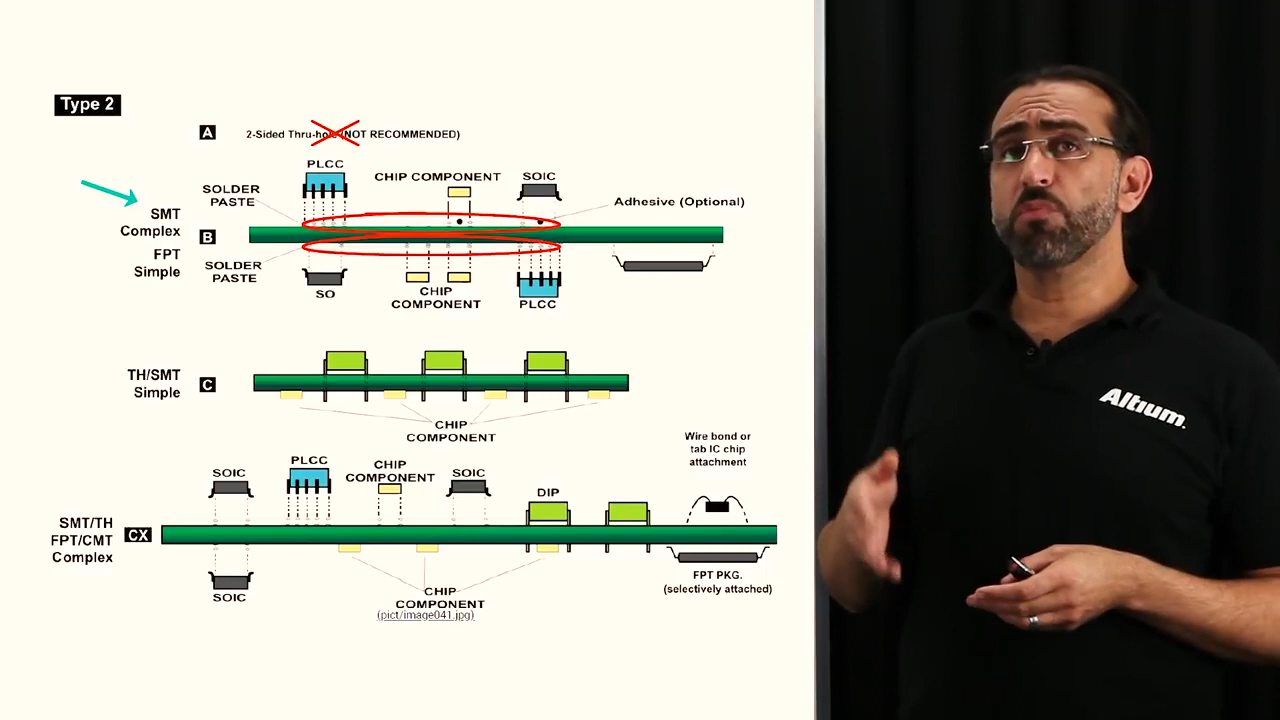 Type 2
A 2-Sided Thru-hole (NOT RECOMMENDED)
PLCC
CHIP COMPONENT
SOIC
SOLDER
PASTE
Adhesive (Optional)
SMT
Complex
B
FPT
Simple
SOLDER
PASTE
SO
CHIP
COMPONENT
PLCC
TH/SMT
Simple
C
CHIP
COMPONENT
Wire bond or
tab IC chip
attachment
SOIC
PLCC
CHIP
COMPONENT
SOIC
DIP
SMT/TH
FPT/CMT
Complex
CX
SOIC
CHIP
COMPONENT
(pict/image041.jpg)
FPT PKG.
(selectively attached)
Altium.